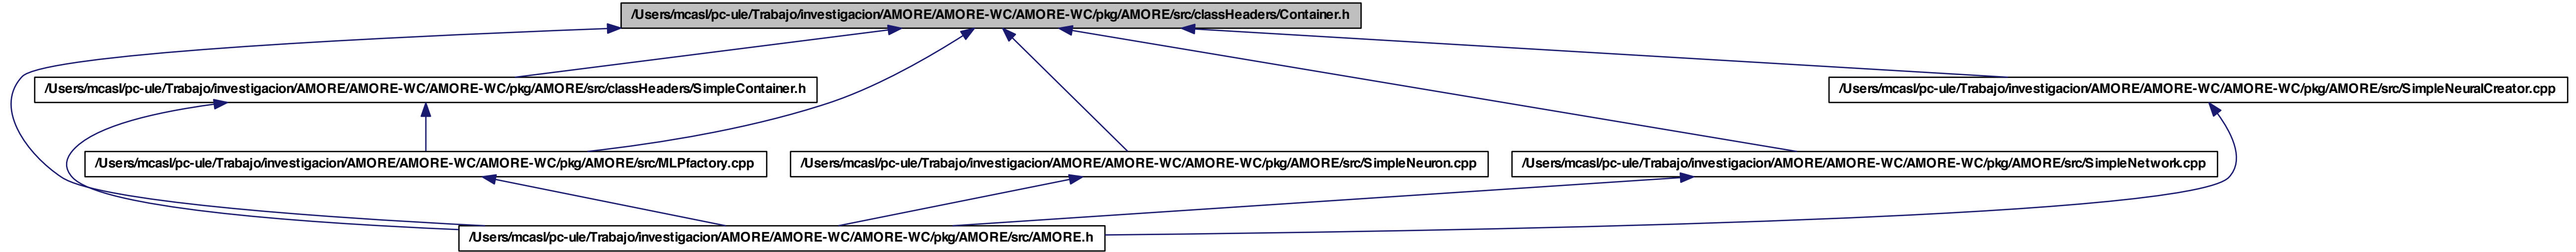 /Users/mcasl/pc-ule/Trabajo/investigacion/AMORE/AMORE-WC/AMORE-WC/pkg/AMORE/src/classHeaders/Container.h
/Users/mcasl/pc-ule/Trabajo/investigacion/AMORE/AMORE-WC/AMORE-WC/pkg/AMORE/src/classHeaders/SimpleContainer.h
/Users/mcasl/pc-ule/Trabajo/investigacion/AMORE/AMORE-WC/AMORE-WC/pkg/AMORE/src/SimpleNeuralCreator.cpp
/Users/mcasl/pc-ule/Trabajo/investigacion/AMORE/AMORE-WC/AMORE-WC/pkg/AMORE/src/MLPfactory.cpp
/Users/mcasl/pc-ule/Trabajo/investigacion/AMORE/AMORE-WC/AMORE-WC/pkg/AMORE/src/SimpleNeuron.cpp
/Users/mcasl/pc-ule/Trabajo/investigacion/AMORE/AMORE-WC/AMORE-WC/pkg/AMORE/src/SimpleNetwork.cpp
/Users/mcasl/pc-ule/Trabajo/investigacion/AMORE/AMORE-WC/AMORE-WC/pkg/AMORE/src/AMORE.h